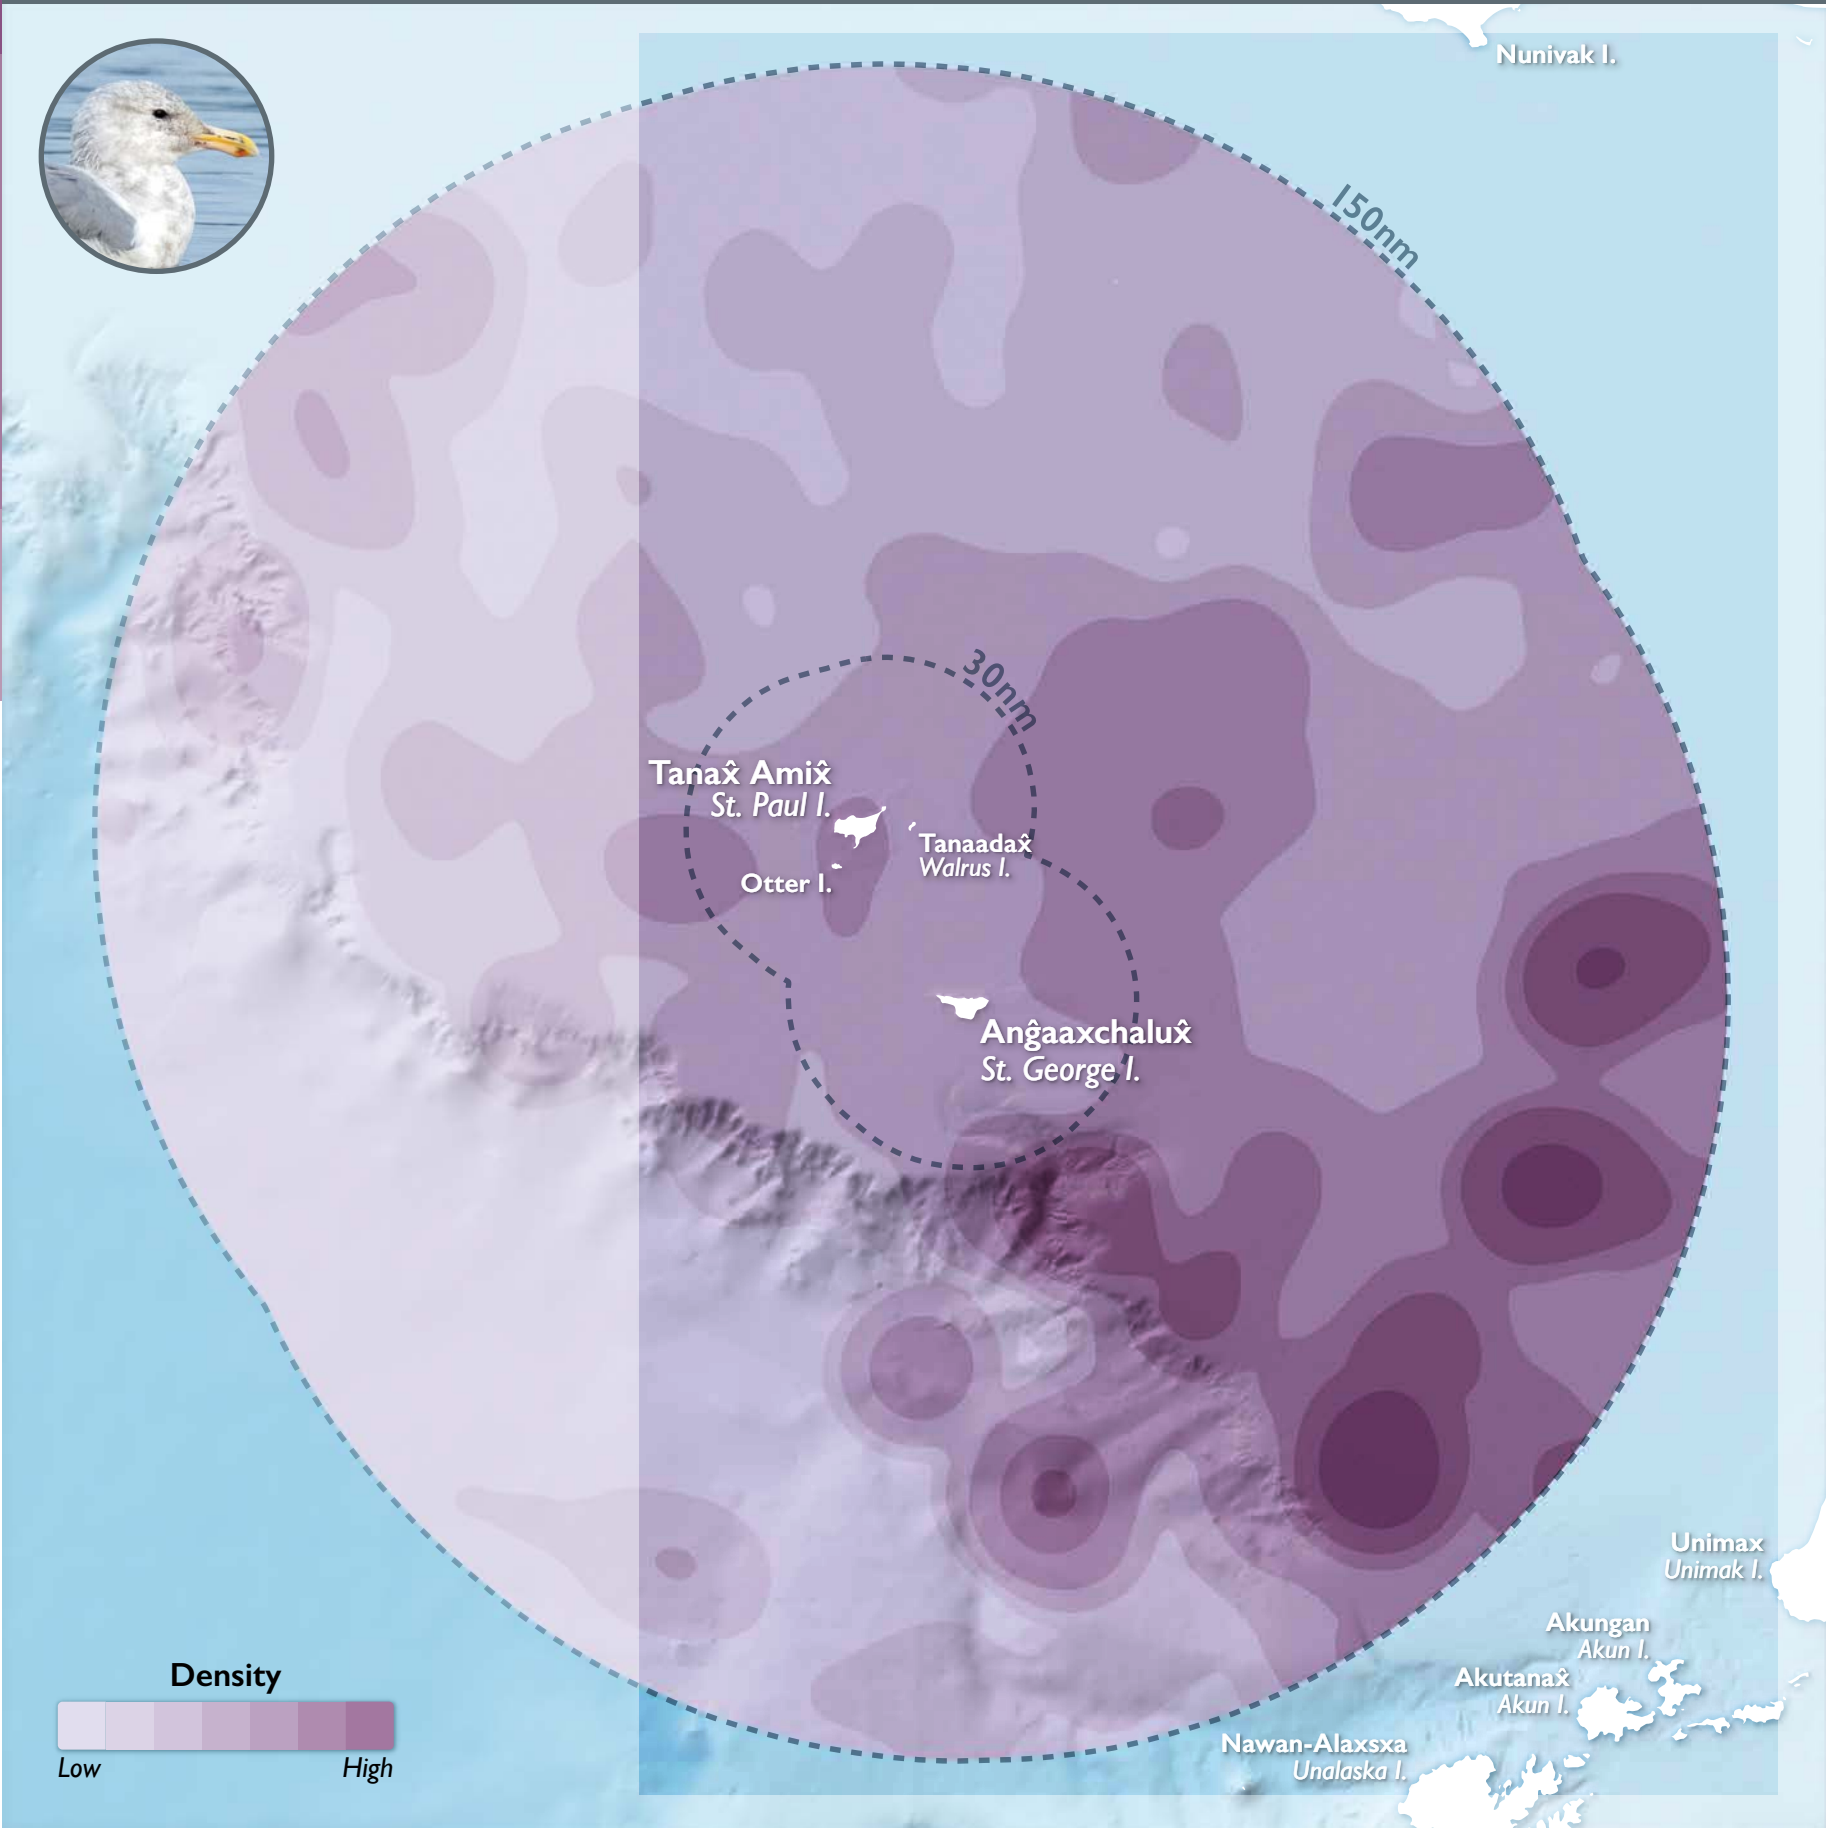 Nunivak I.
150nm
30nm
Tanax̂ Amix̂
St. Paul I.
Tanaadax̂
Walrus I.
Otter I.
Anĝaaxchalux̂
St. George I.
Unimax
Unimak I.
Akungan
Akun I.
Akutanax̂
Akun I.
Nawan-Alaxsxa
Unalaska I.
Density
Low
High